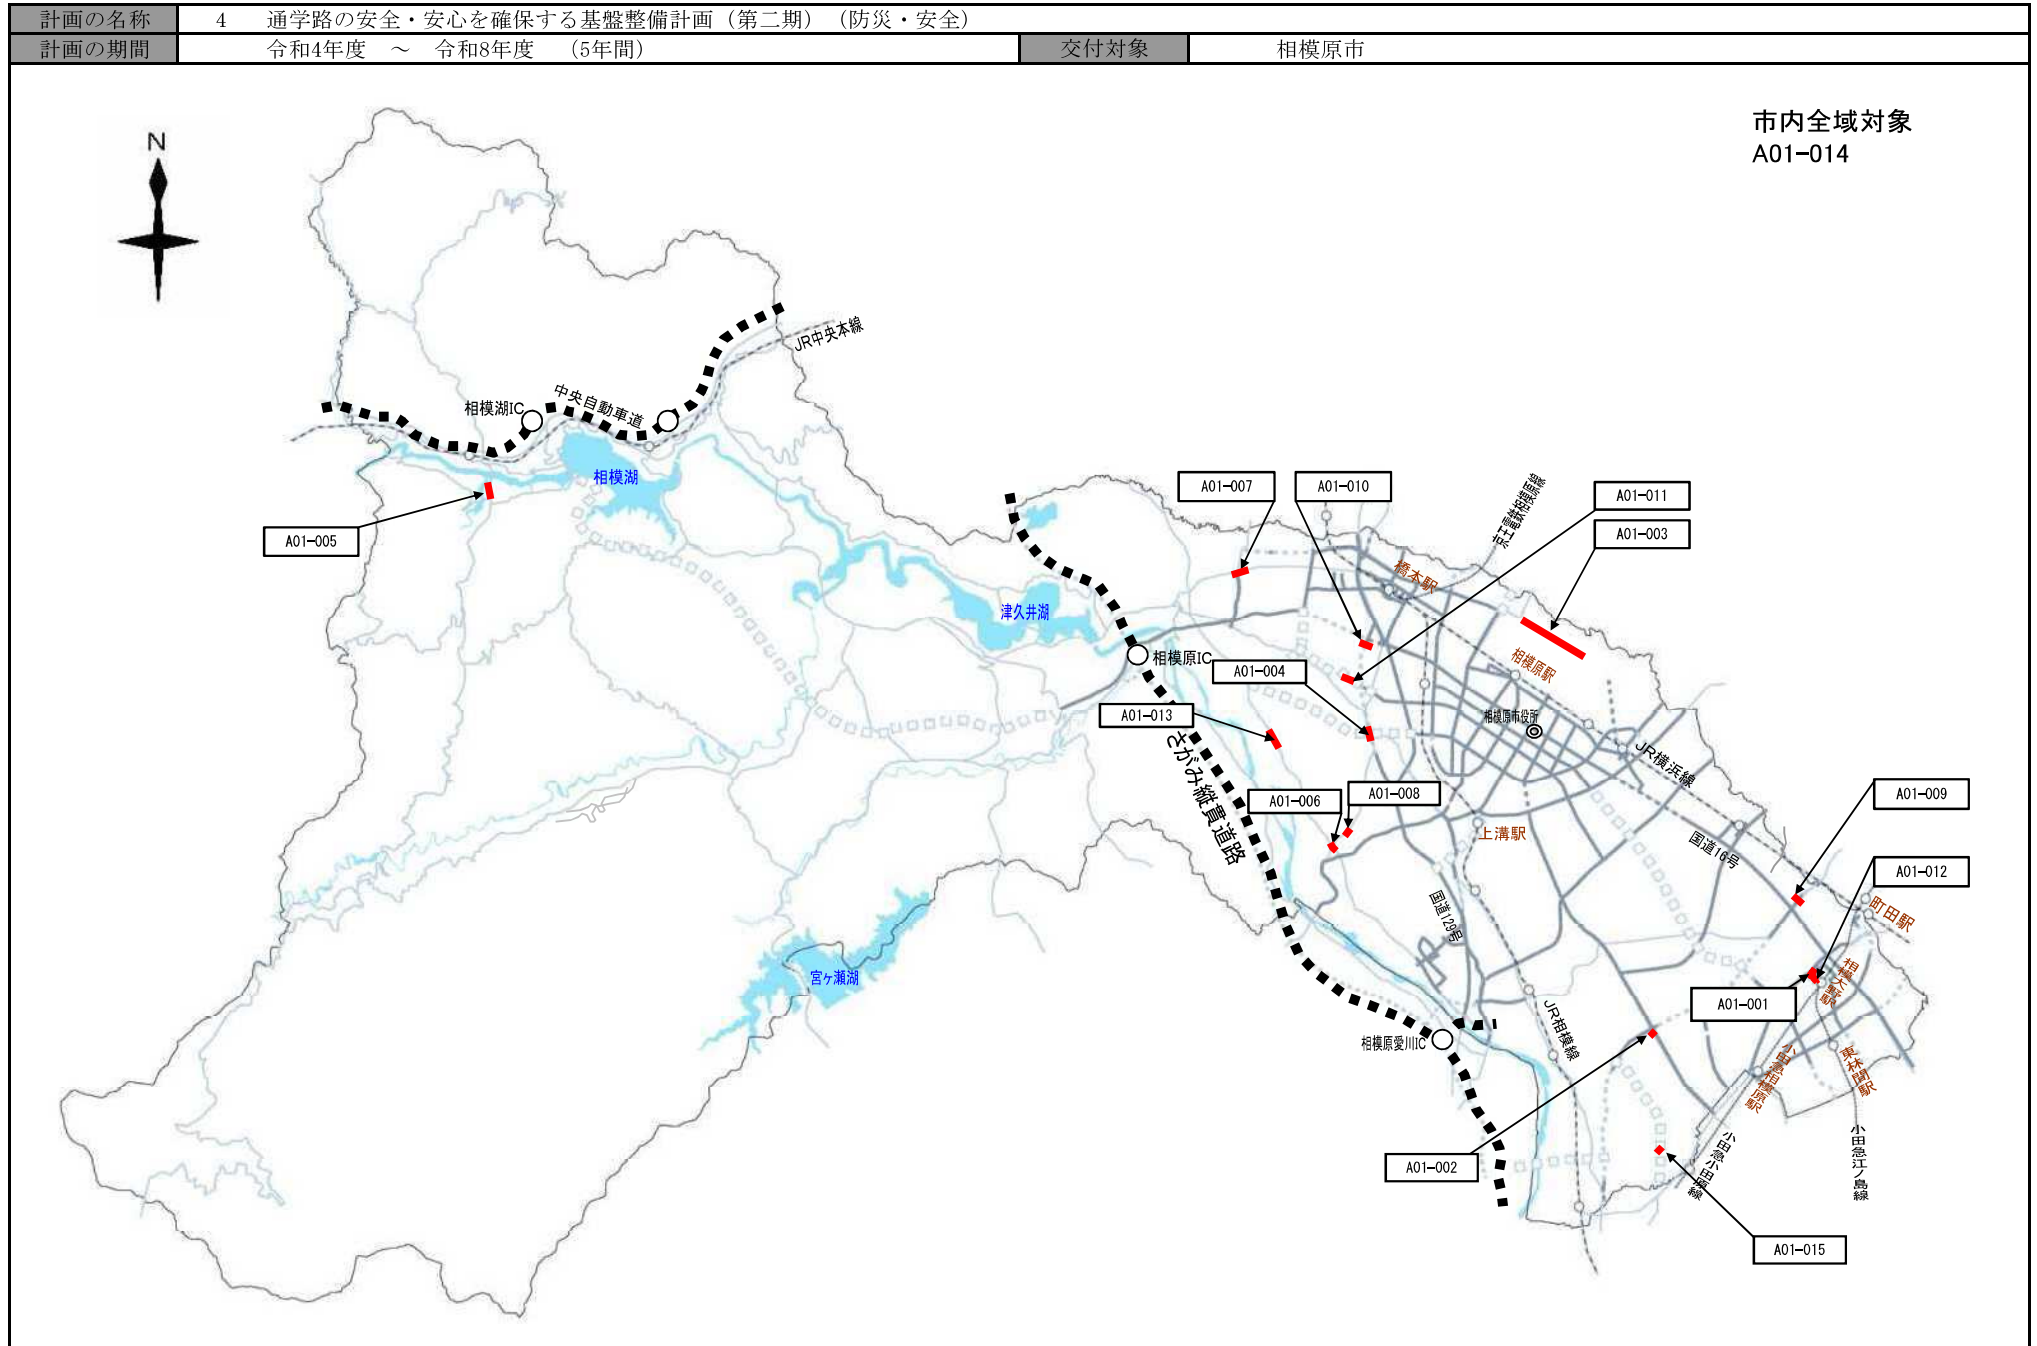 計画の名称 4 通学路の安全・安心を確保する基盤整備計画（第二期）（防災・安全）
計画の期間 令和4年度 ～ 令和8年度 （5年間） 交付対象 相模原市
市内全域対象
A01-014
N
JR中央本線
中央自動車道
相模湖IC
相模湖
A01-005
A01-007
A01-010
京王電鉄相模原線
A01-011
A01-003
橋本駅
津久井湖
相模原IC
A01-004
相模原駅
A01-013
相模原市役所
さがみ縦貫道路
JR横浜線
A01-006
A01-008
A01-009
上溝駅
国道16号
A01-012
国道129号
町田駅
宮ヶ瀬湖
相模大野駅
A01-001
相模原愛川IC
JR相模線
小田急相模原駅
東林間駅
A01-002
小田急小田原線
小田急江ノ島線
A01-015